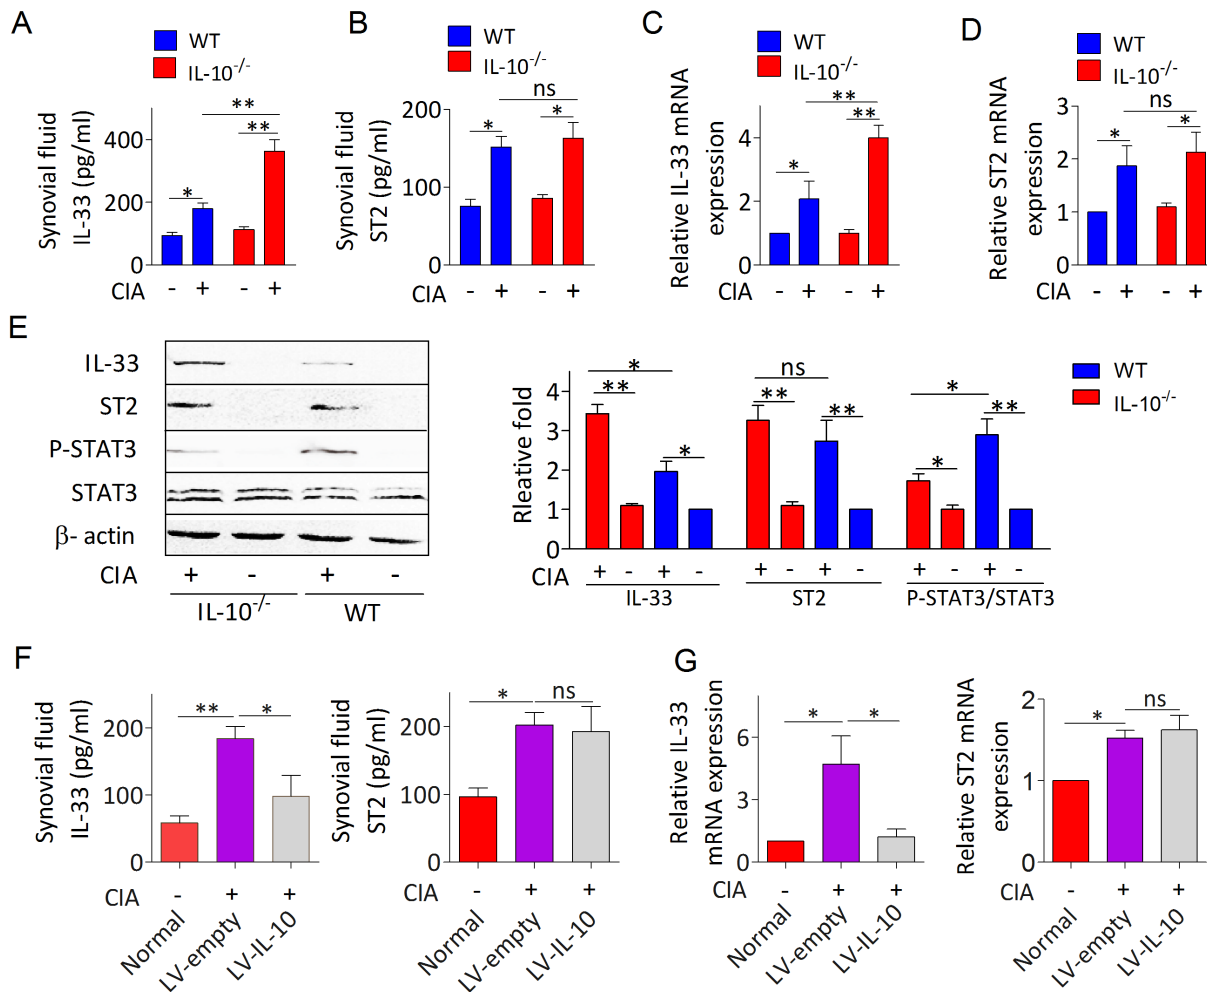 A
WT
IL-10-/-
Synovial fluid
IL-33 (pg/ml)
400
200
0
*
**
**
CIA - + - +
B
WT
IL-10-/-
Synovial fluid
ST2 (pg/ml)
200
100
0
*
*
ns
CIA - + - +
C
WT
IL-10-/-
Relative IL-33 mRNA
expression
4
2
0
*
**
**
CIA - + - +
D
WT
IL-10-/-
Relative ST2 mRNA
expression
3
2
1
0
*
*
ns
CIA - + - +
E
IL-33
ST2
P-STAT3
STAT3
β- actin
CIA + - + -
IL-10-/- WT
Rleative fold
4
3
2
1
0
*
**
*
ns
**
**
*
*
**
WT
IL-10-/-
CIA + - + - + - + - + - + -
IL-33 ST2 P-STAT3/STAT3
F
Synovial fluid
IL-33 (pg/ml)
200
100
0
** *
CIA - + +
Normal LV-empty LV-IL-10
Synovial fluid
ST2 (pg/ml)
200
100
0
* ns
CIA - + +
Normal LV-empty LV-IL-10
G
Relative IL-33
mRNA expression
6
3
0
* *
CIA - + +
Normal LV-empty LV-IL-10
Relative ST2 mRNA
expression
2
1
0
* ns
CIA - + +
Normal LV-empty LV-IL-10